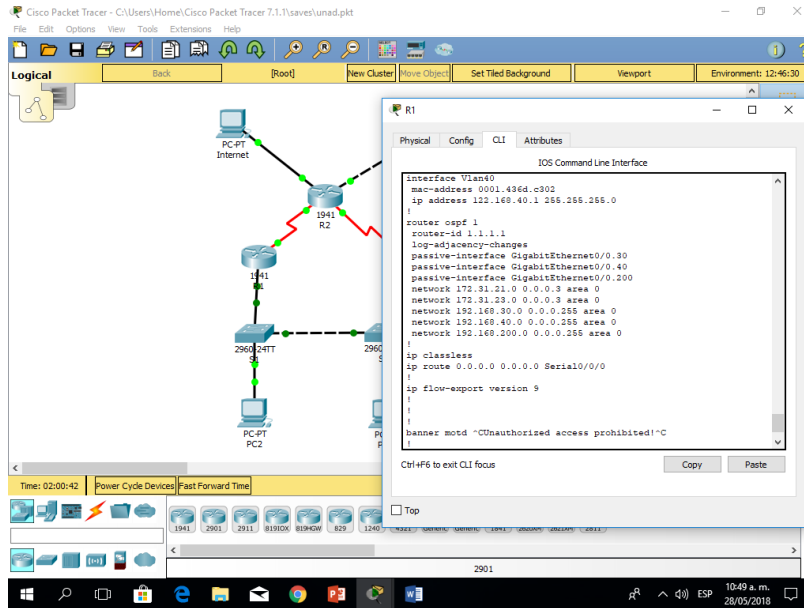 Cisco Packet Tracer - C:\Users\Home\Cisco Packet Tracer 7.1.1\saves\unad.pkt
File Edit Options View Tools Extensions Help
Logical Back [Root] New Cluster Move Object Set Tiled Background Viewport Environment: 12:46:30
PC-PT
Internet
1941
R2
1941
2960-24TT
S1
PC-PT
PC2
R1
Physical Config CLI Attributes
IOS Command Line Interface
interface Vlan40
mac-address 0001.436d.c302
ip address 122.168.40.1 255.255.255.0
!
router ospf 1
router-id 1.1.1.1
log-adjacency-changes
passive-interface GigabitEthernet0/0.30
passive-interface GigabitEthernet0/0.40
passive-interface GigabitEthernet0/0.200
network 172.31.21.0 0.0.0.3 area 0
network 172.31.23.0 0.0.0.3 area 0
network 192.168.30.0 0.0.0.255 area 0
network 192.168.40.0 0.0.0.255 area 0
network 192.168.200.0 0.0.0.255 area 0
!
ip classless
ip route 0.0.0.0 0.0.0.0 Serial0/0/0
!
ip flow-export version 9
!
!
!
banner motd ^CUnauthorized access prohibited!^C
!
Ctrl+F6 to exit CLI focus Copy Paste
Top
Time: 02:00:42 Power Cycle Devices Fast Forward Time
1941 2901 2911 819IOX 819HGW 829 1240
2901
ESP
10:49 a. m.
28/05/2018